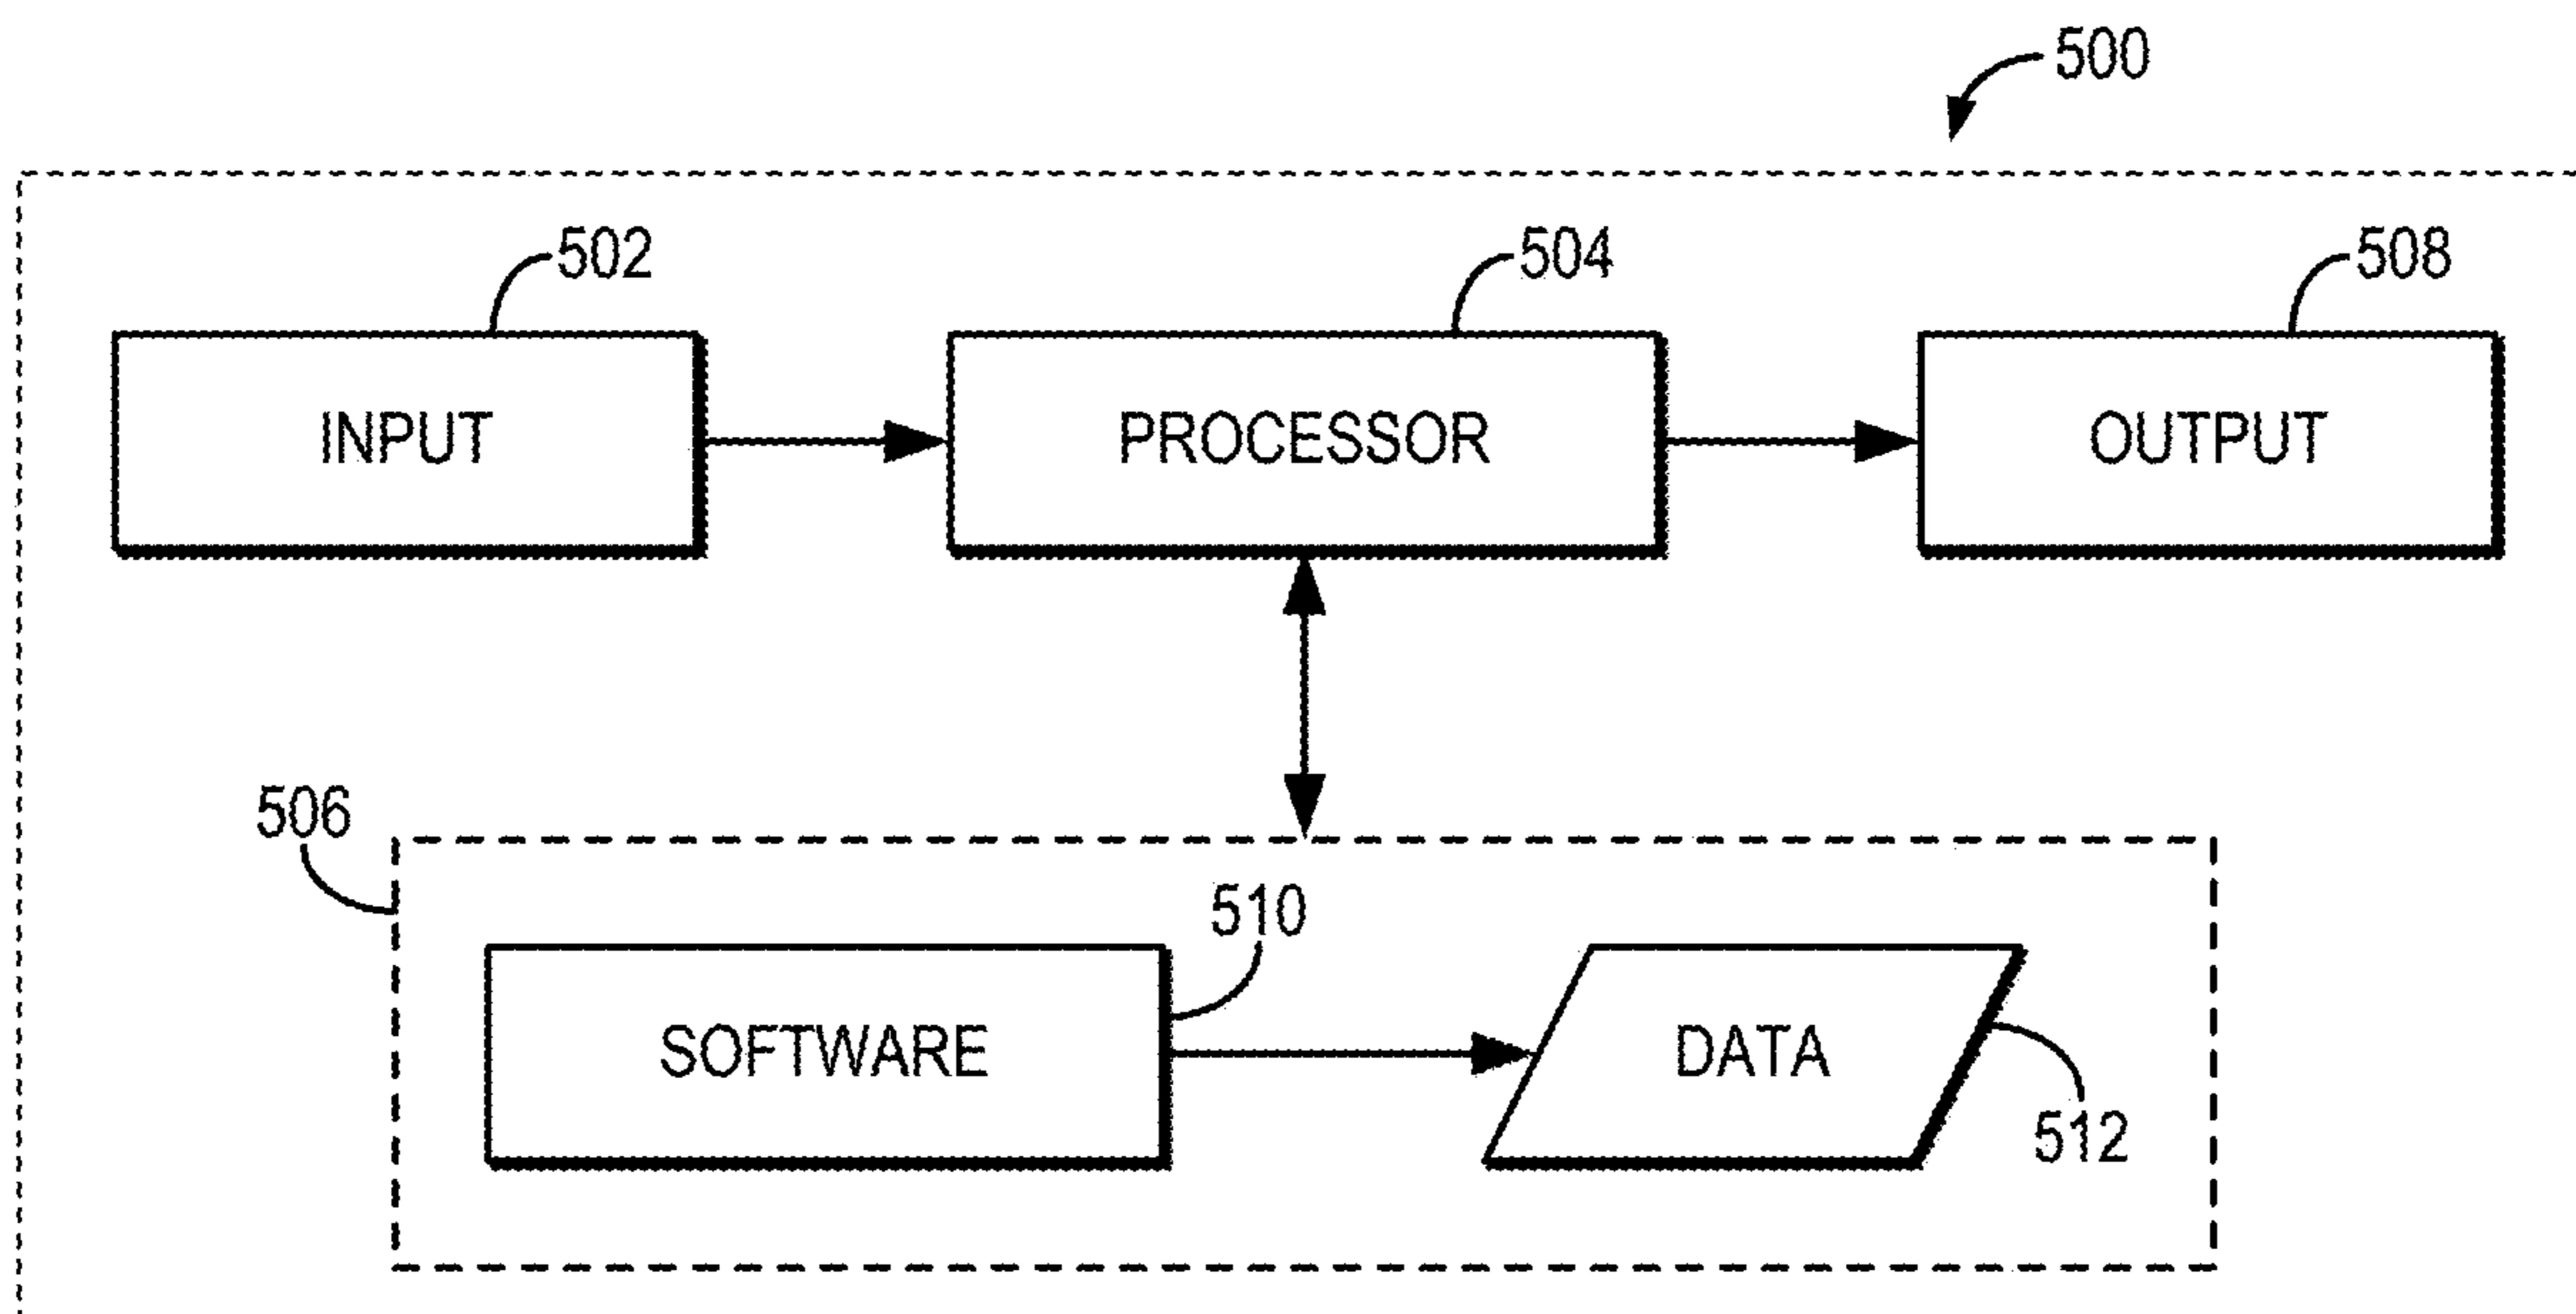 500
502
504
508
INPUT
PROCESSOR
OUTPUT
506
510
SOFTWARE
DATA
512